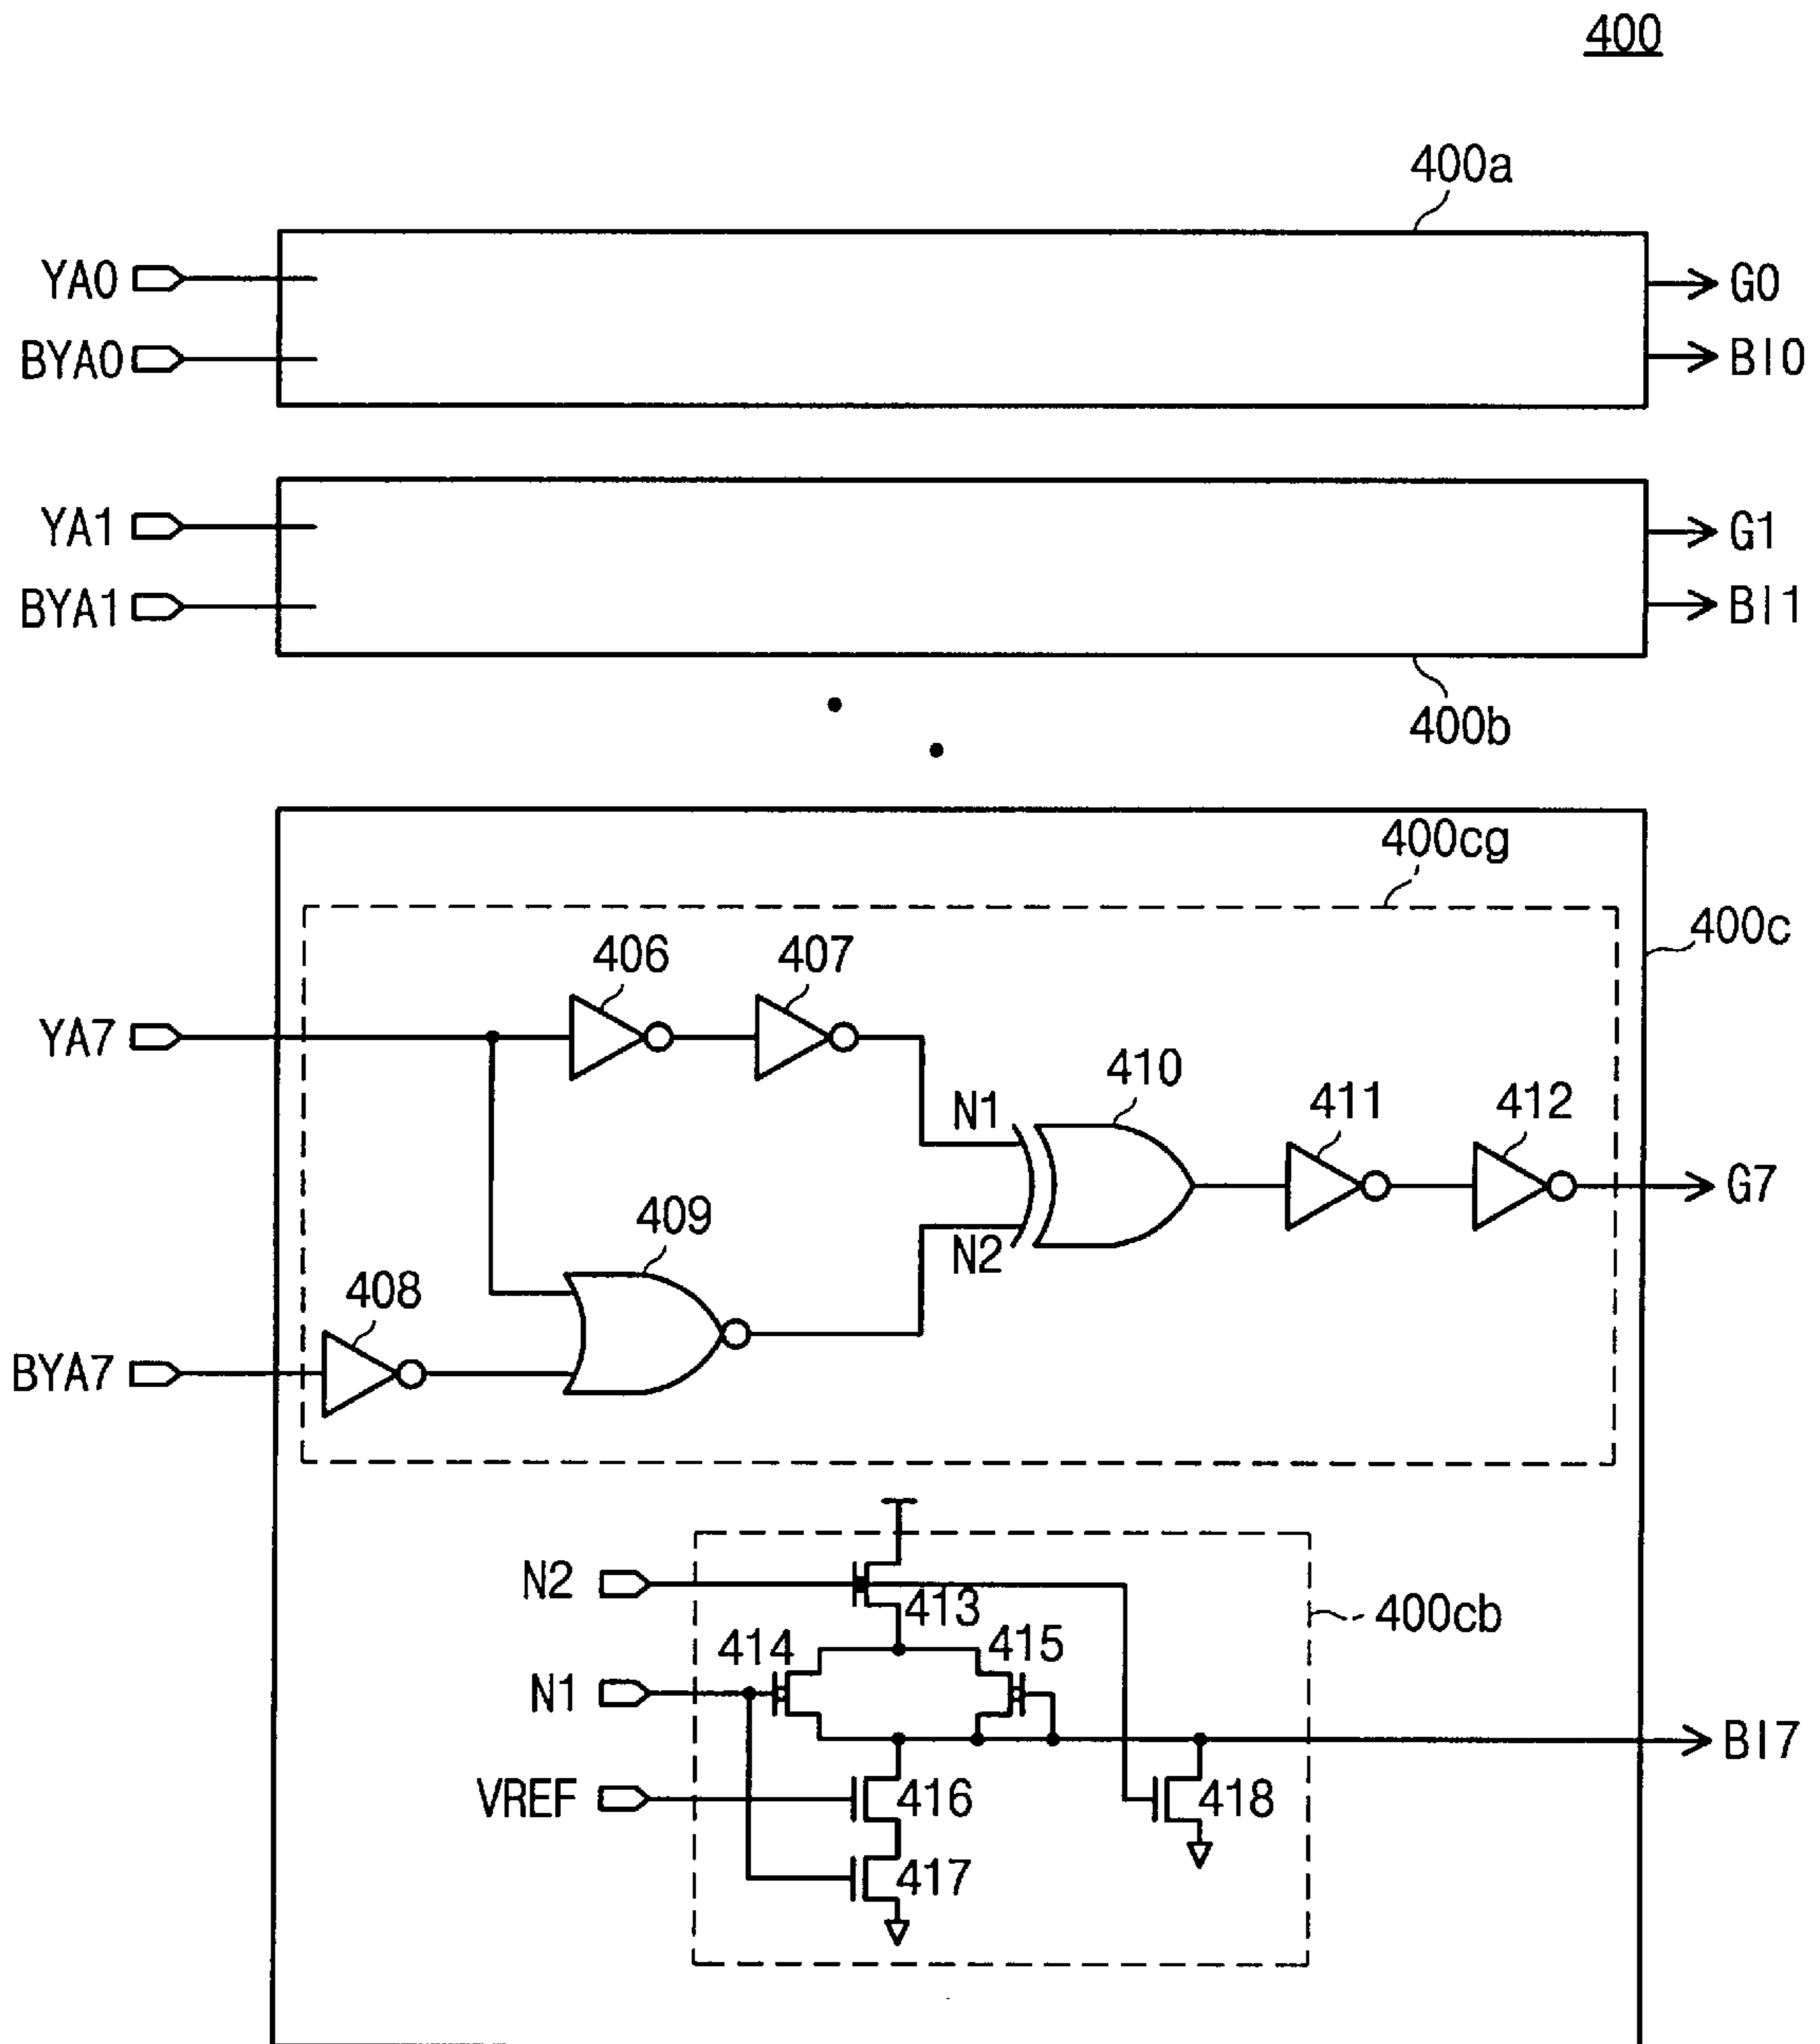 400
400a
YA0
G0
BYA0
BI0
YA1
G1
BYA1
BI1
400b
400cg
400c
406
407
YA7
410
N1
411
412
G7
409
N2
408
BYA7
N2
413
400cb
414
415
N1
BI7
VREF
416
418
417